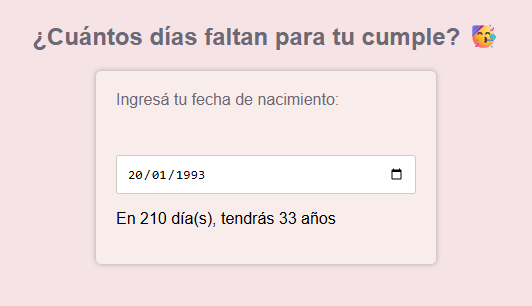 ¿Cuántos días faltan para tu cumple? 🥳
Ingresá tu fecha de nacimiento:
20/01/1993
En 210 día(s), tendrás 33 años